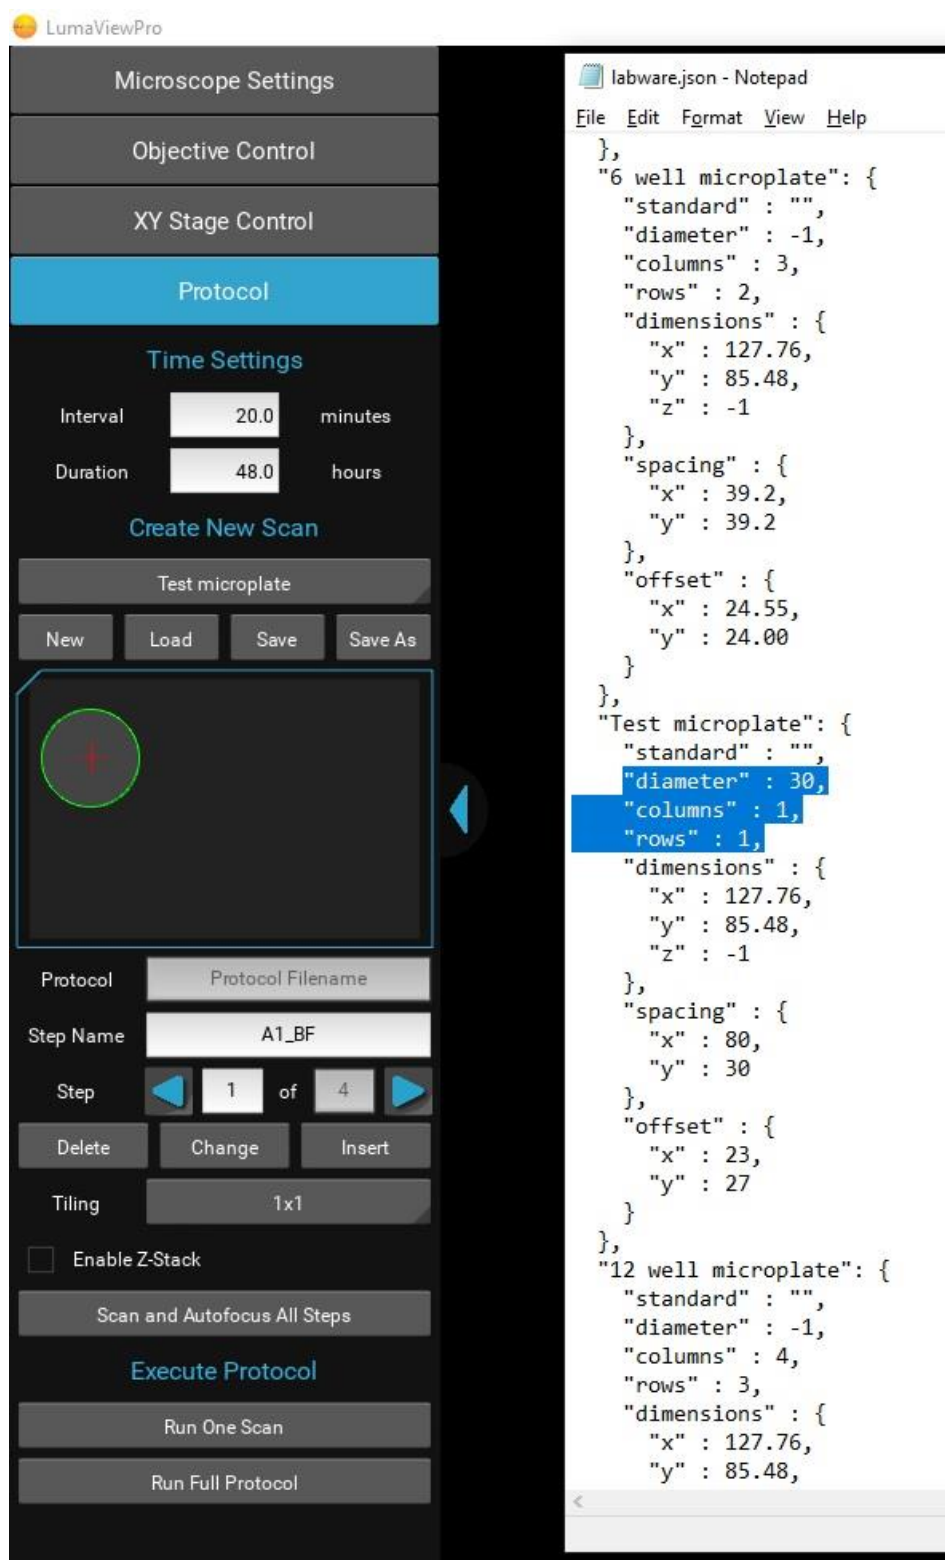 LumaViewPro
Microscope Settings
Objective Control
XY Stage Control
Protocol
Time Settings
Interval 20.0 minutes
Duration 48.0 hours
Create New Scan
Test microplate
New Load Save Save As
Protocol Protocol Filename
Step Name A1_BF
Step 1 of 4
Delete Change Insert
Tiling 1x1
Enable Z-Stack
Scan and Autofocus All Steps
Execute Protocol
Run One Scan
Run Full Protocol
labware.json - Notepad
File Edit Format View Help
},
"6 well microplate": {
"standard" : "",
"diameter" : -1,
"columns" : 3,
"rows" : 2,
"dimensions" : {
"x" : 127.76,
"y" : 85.48,
"z" : -1
},
"spacing" : {
"x" : 39.2,
"y" : 39.2
},
"offset" : {
"x" : 24.55,
"y" : 24.00
}
},
"Test microplate": {
"standard" : "",
"diameter" : 30,
"columns" : 1,
"rows" : 1,
"dimensions" : {
"x" : 127.76,
"y" : 85.48,
"z" : -1
},
"spacing" : {
"x" : 80,
"y" : 30
},
"offset" : {
"x" : 23,
"y" : 27
}
},
"12 well microplate": {
"standard" : "",
"diameter" : -1,
"columns" : 4,
"rows" : 3,
"dimensions" : {
"x" : 127.76,
"y" : 85.48,